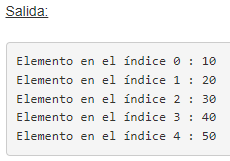 Salida:
Elemento en el índice 0 : 10
Elemento en el índice 1 : 20
Elemento en el índice 2 : 30
Elemento en el índice 3 : 40
Elemento en el índice 4 : 50